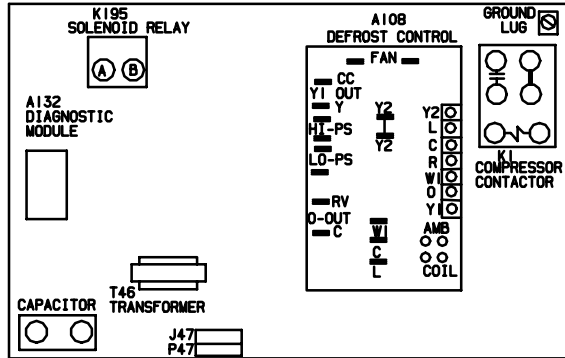 K195
SOLENOID RELAY
A B
A132
DIAGNOSTIC
MODULE
T46
TRANSFORMER
CAPACITOR
J47
P47
A108
DEFROST CONTROL
FAN
CC
Y1 OUT
Y
HI-PS
LO-PS
RV
O-OUT
C
Y2
Y2
W1
C
L
Y2
L
C
R
W1
O
Y1
AMB
COIL
GROUND
LUG
K1
COMPRESSOR
CONTACTOR